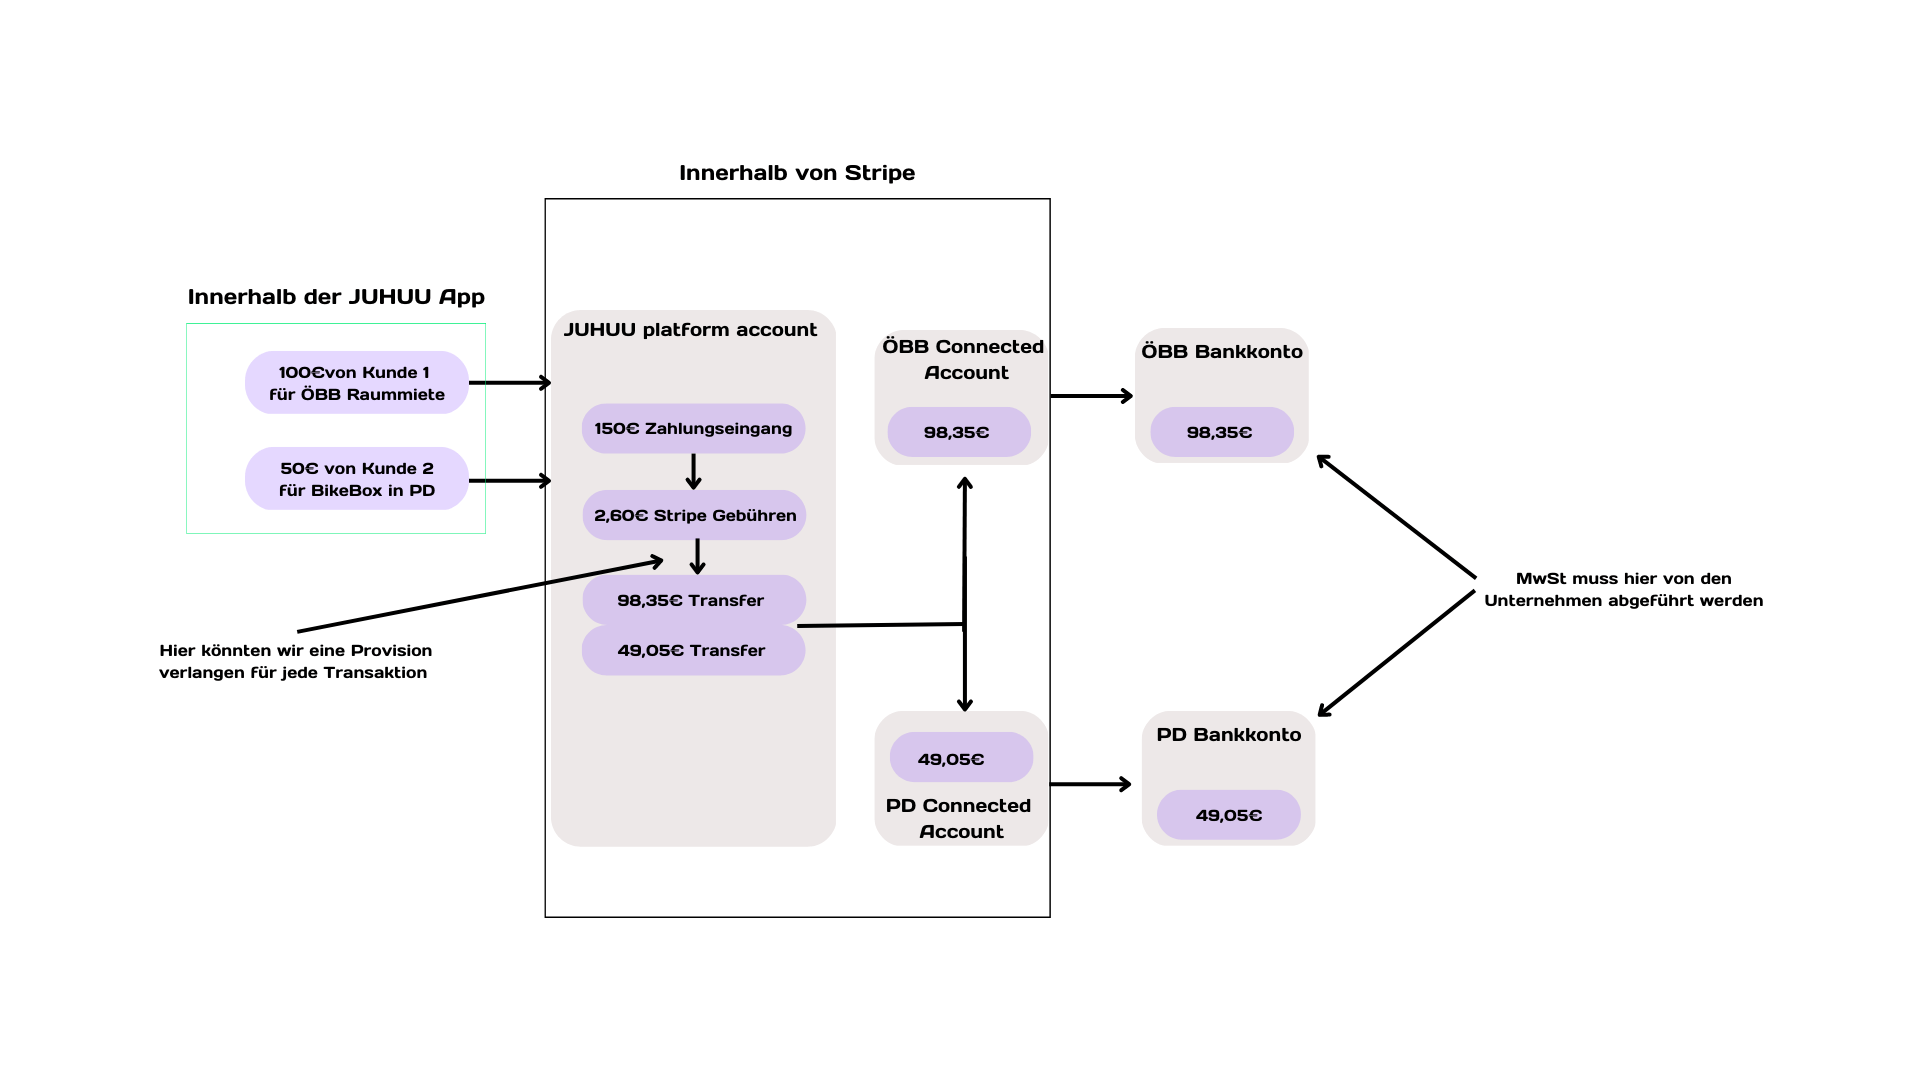 Innerhalb von Stripe
Innerhalb der JUHUU App
100€von Kunde 1
für ÖBB Raummiete
50€ von Kunde 2
für BikeBox in PD
Hier könnten wir eine Provision
verlangen für jede Transaktion
JUHUU platform account
150€ Zahlungseingang
2,60€ Stripe Gebühren
98,35€ Transfer
49,05€ Transfer
ÖBB Connected
Account
98,35€
49,05€
PD Connected
Account
ÖBB Bankkonto
98,35€
PD Bankkonto
49,05€
MwSt muss hier von den
Unternehmen abgeführt werden